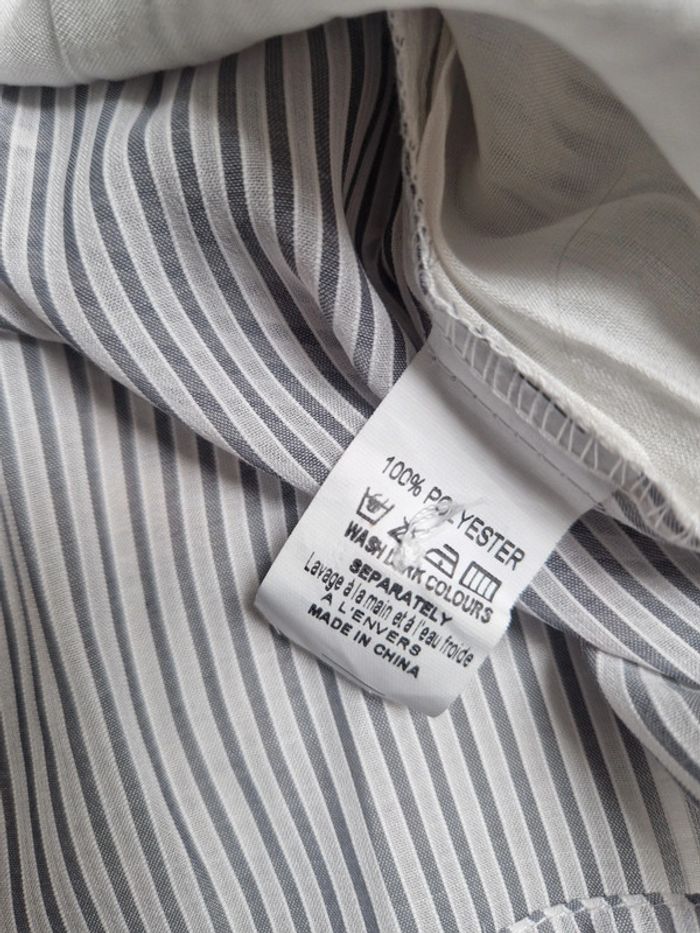 100% POLYESTER
WASH DARK COLOURS
SEPARATELY
Lavage à la main et à l'eau froide
A L'ENVERS
MADE IN CHINA